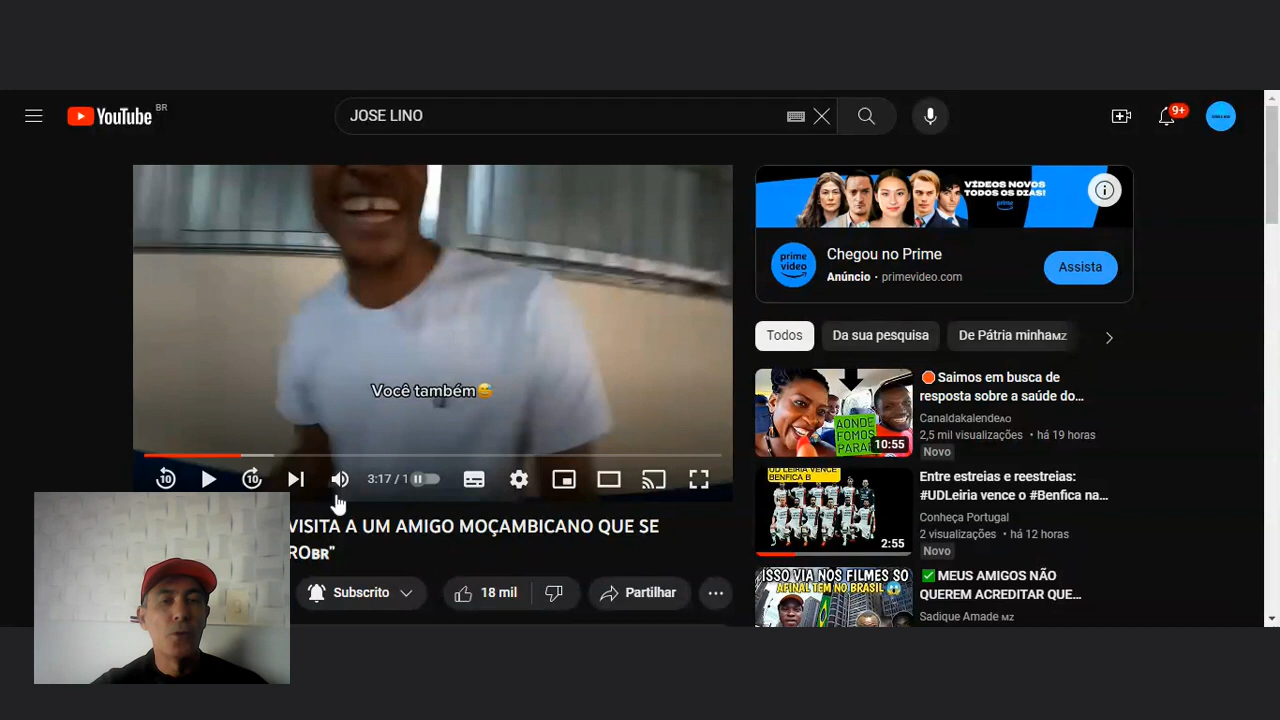 YouTube BR
JOSE LINO
9+
VÍDEOS NOVOS
TODOS OS DIAS!
prime
prime video
Chegou no Prime
Anúncio · primevideo.com
Assista
Você também😅
3:17 / 1
VISITA A UM AMIGO MOÇAMBICANO QUE SE
ROBR"
Subscrito
18 mil
Partilhar
Todos
Da sua pesquisa
De Pátria minhaMZ
AONDE
FOMOS
PARAR
10:55
🛑Saimos em busca de
resposta sobre a saúde do...
CanaldakalendeAO
2,5 mil visualizações · há 19 horas
Novo
UD LEIRIA VENCE
BENFICA B
2:55
Entre estreias e reestreias:
#UDLeiria vence o #Benfica na...
Conheça Portugal
2 visualizações · há 12 horas
Novo
ISSO VIA NOS FILMES SO
AFINAL TEM NO BRASIL😱
✅MEUS AMIGOS NÃO
QUEREM ACREDITAR QUE...
Sadique Amade MZ